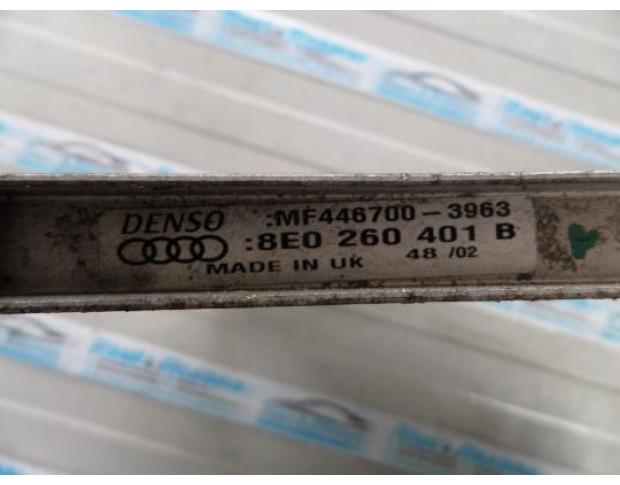 DENSO :MF446700-3963
:8E0 260 401 B
MADE IN UK 48 /02